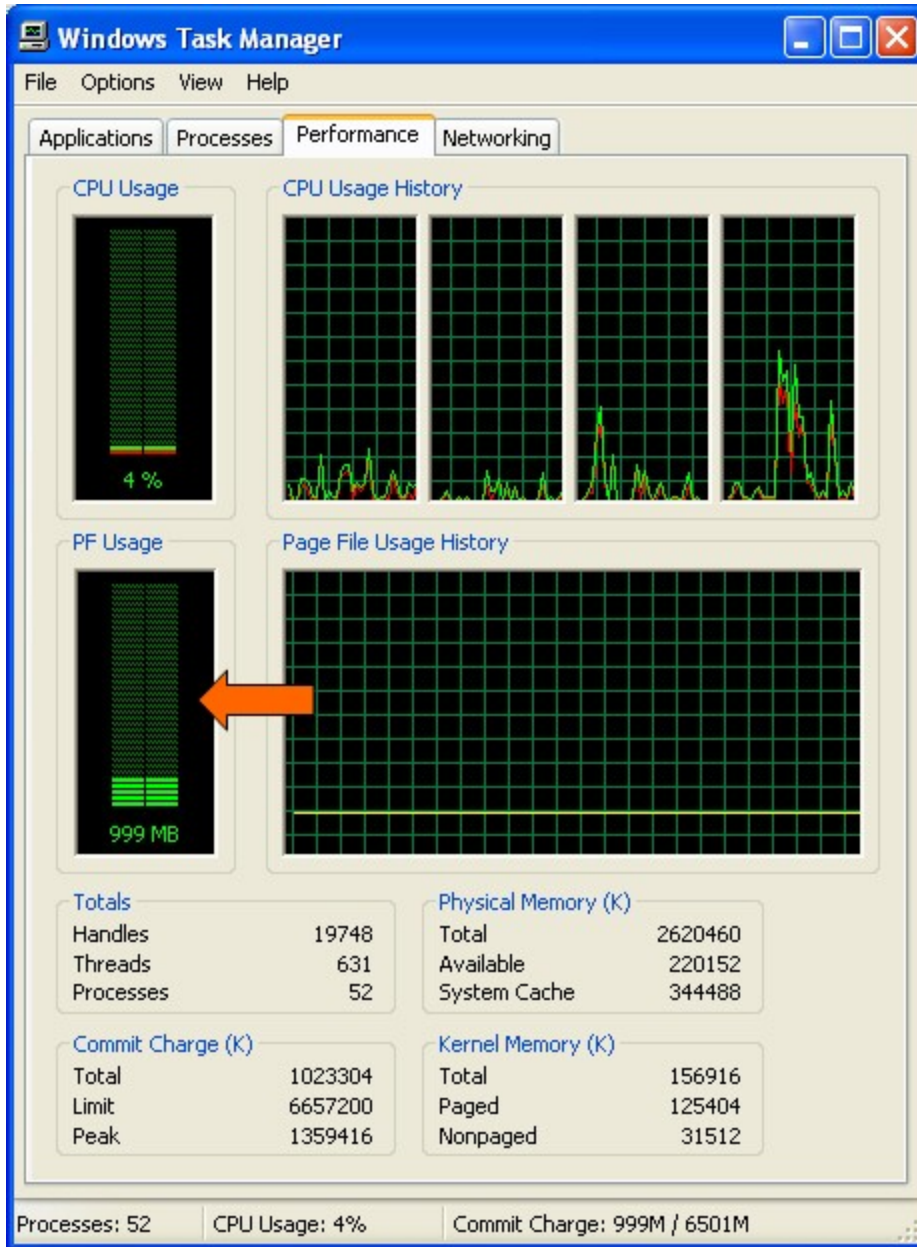 Windows Task Manager
File Options View Help
Applications Processes Performance Networking
CPU Usage
CPU Usage History
4 %
PF Usage
Page File Usage History
999 MB
Totals
Handles 19748
Threads 631
Processes 52
Physical Memory (K)
Total 2620460
Available 220152
System Cache 344488
Commit Charge (K)
Total 1023304
Limit 6657200
Peak 1359416
Kernel Memory (K)
Total 156916
Paged 125404
Nonpaged 31512
Processes: 52 CPU Usage: 4% Commit Charge: 999M / 6501M